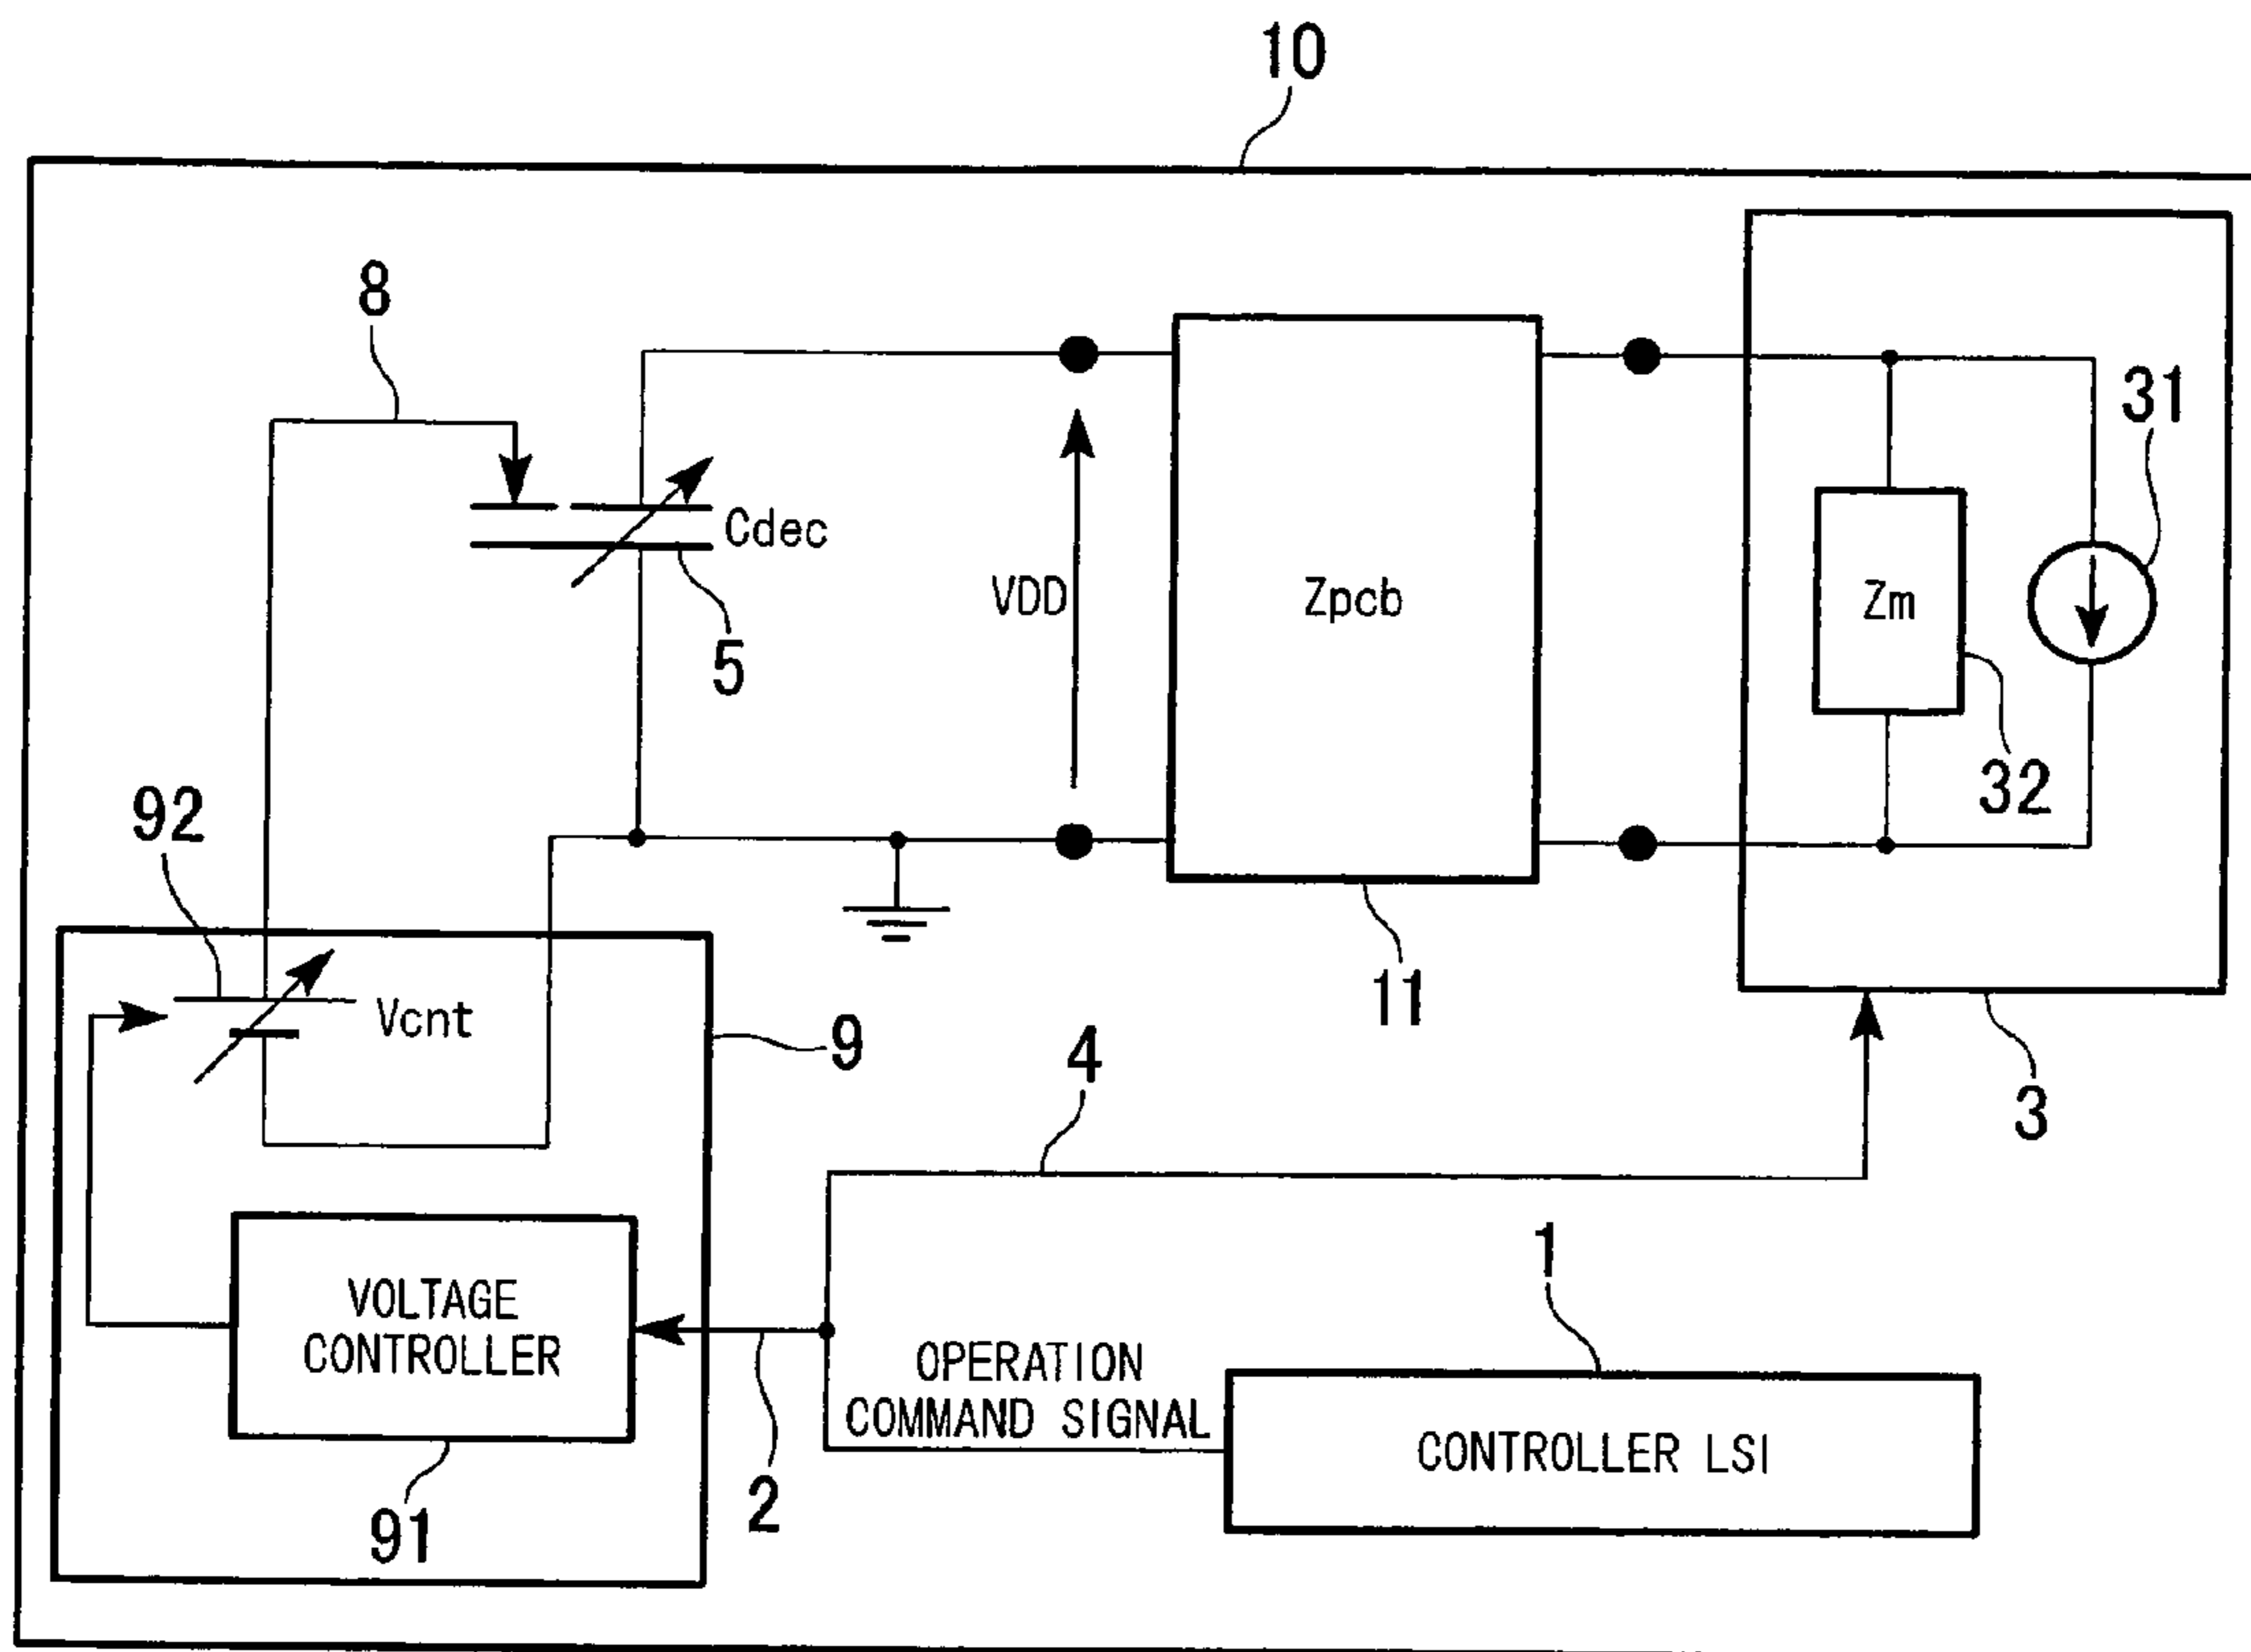 10
8
31
Cdec
VDD
Zpcb
Zm
5
32
92
11
Vcnt
9
4
3
1
VOLTAGE
CONTROLLER
OPERATION
COMMAND SIGNAL
CONTROLLER LSI
2
91